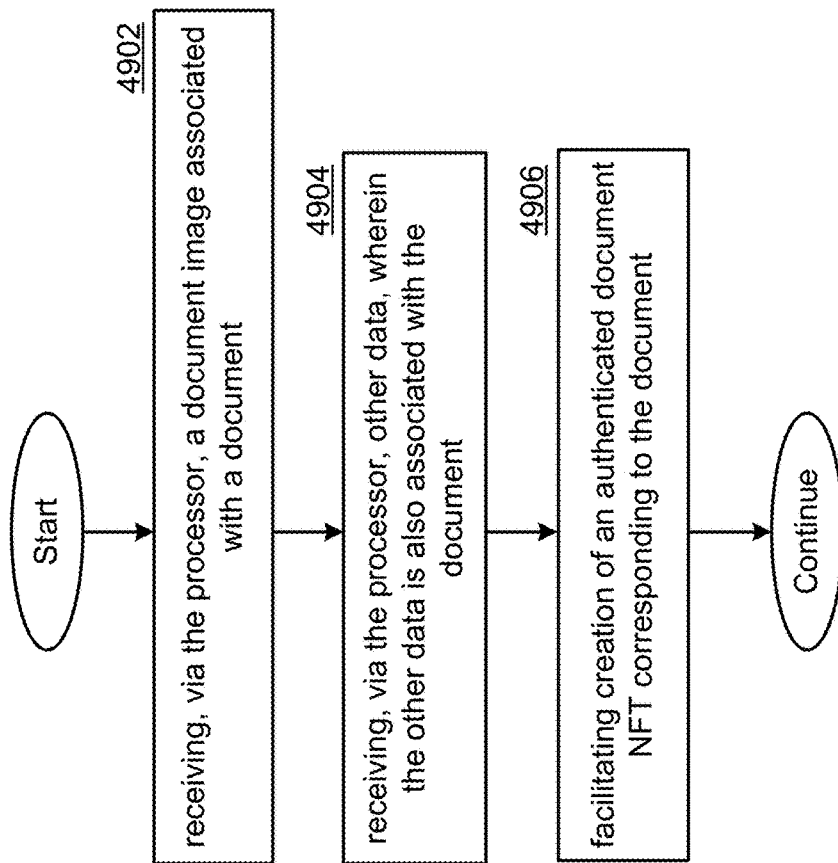 Start
4902
receiving, via the processor, a document image associated
with a document
4904
receiving, via the processor, other data, wherein
the other data is also associated with the
document
4906
facilitating creation of an authenticated document
NFT corresponding to the document
Continue